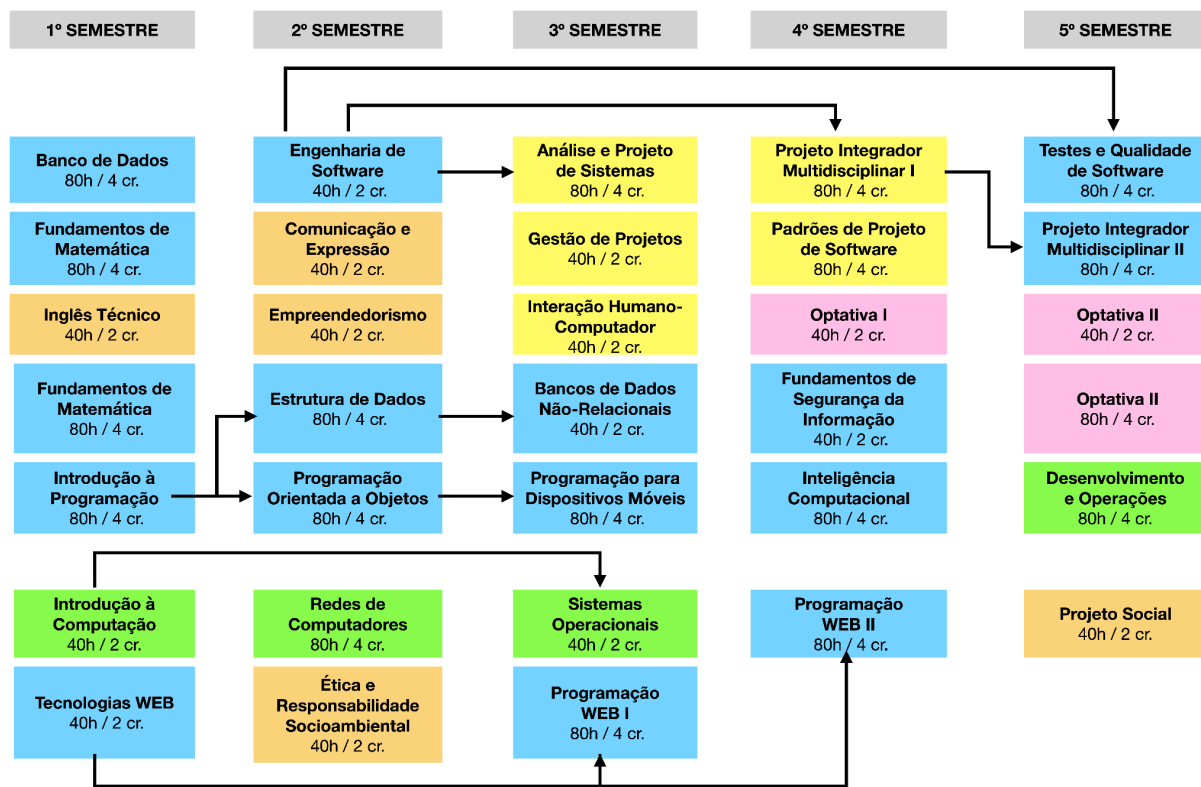 1º SEMESTRE
2º SEMESTRE
3º SEMESTRE
4º SEMESTRE
5º SEMESTRE
Banco de Dados
80h / 4 cr.
Fundamentos de
Matemática
80h / 4 cr.
Inglês Técnico
40h / 2 cr.
Fundamentos de
Matemática
80h / 4 cr.
Introdução à
Programação
80h / 4 cr.
Introdução à
Computação
40h / 2 cr.
Tecnologias WEB
40h / 2 cr.
Engenharia de
Software
40h / 2 cr.
Comunicação e
Expressão
40h / 2 cr.
Empreendedorismo
40h / 2 cr.
Estrutura de Dados
80h / 4 cr.
Programação
Orientada a Objetos
80h / 4 cr.
Redes de
Computadores
80h / 4 cr.
Ética e
Responsabilidade
Socioambiental
40h / 2 cr.
Análise e Projeto
de Sistemas
80h / 4 cr.
Gestão de Projetos
40h / 2 cr.
Interação Humano-
Computador
40h / 2 cr.
Bancos de Dados
Não-Relacionais
40h / 2 cr.
Programação para
Dispositivos Móveis
80h / 4 cr.
Sistemas
Operacionais
40h / 2 cr.
Programação
WEB I
80h / 4 cr.
Projeto Integrador
Multidisciplinar I
80h / 4 cr.
Padrões de Projeto
de Software
80h / 4 cr.
Optativa I
40h / 2 cr.
Fundamentos de
Segurança da
Informação
40h / 2 cr.
Inteligência
Computacional
80h / 4 cr.
Programação
WEB II
80h / 4 cr.
Testes e Qualidade
de Software
80h / 4 cr.
Projeto Integrador
Multidisciplinar II
80h / 4 cr.
Optativa II
40h / 2 cr.
Optativa II
80h / 4 cr.
Desenvolvimento
e Operações
80h / 4 cr.
Projeto Social
40h / 2 cr.